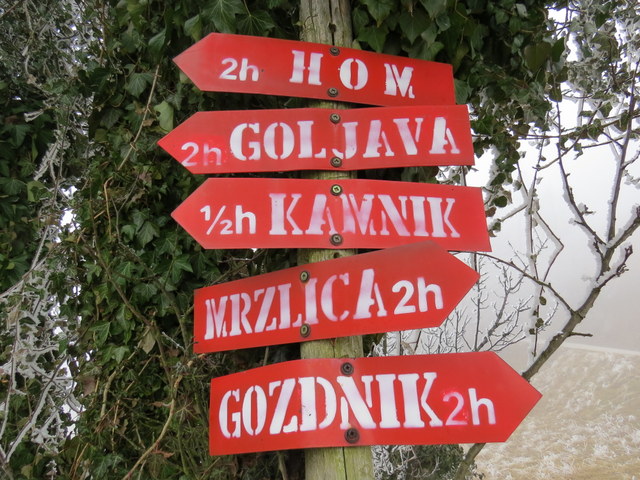 2h HOM
2h GOLJAVA
½h KAMNIK
MRZLICA 2h
GOZDNIK 2h